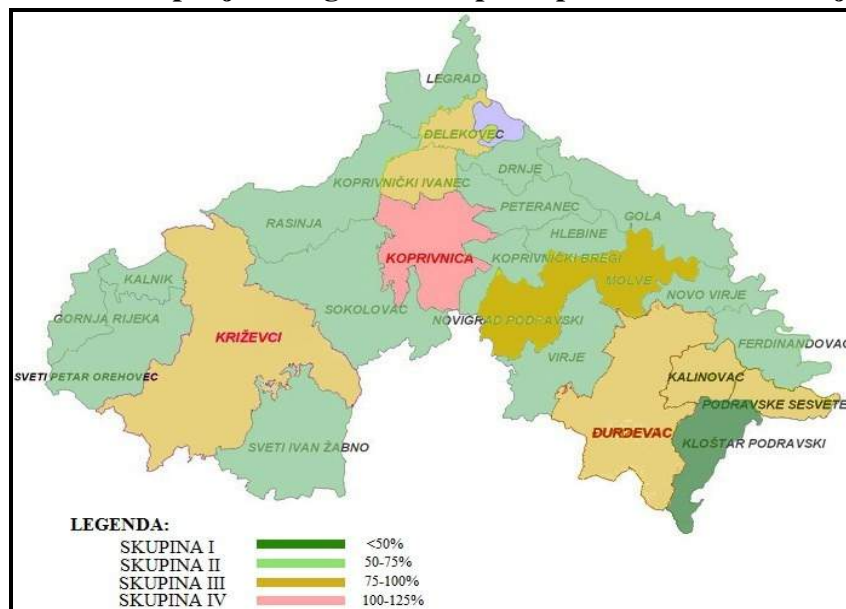 LEGRAD
ĐELEKOVEC
DRNJE
KOPRIVNIČKI IVANEC
PETERANEC
GOLA
RASINJA
HLEBINE
KOPRIVNICA
KOPRIVNIČKI BREGI
KALNIK
MOLVE
NOVO VIRJE
GORNJA RIJEKA
SOKOLOVAC
NOVIGRAD PODRAVSKI
KRIŽEVCI
FERDINANDOVAC
VIRJE
SVETI PETAR OREHOVEC
KALINOVAC
PODRAVSKE SESVETE
ĐURĐEVAC
SVETI IVAN ŽABNO
KLOŠTAR PODRAVSKI
LEGENDA:
SKUPINA I <50%
SKUPINA II 50-75%
SKUPINA III 75-100%
SKUPINA IV 100-125%